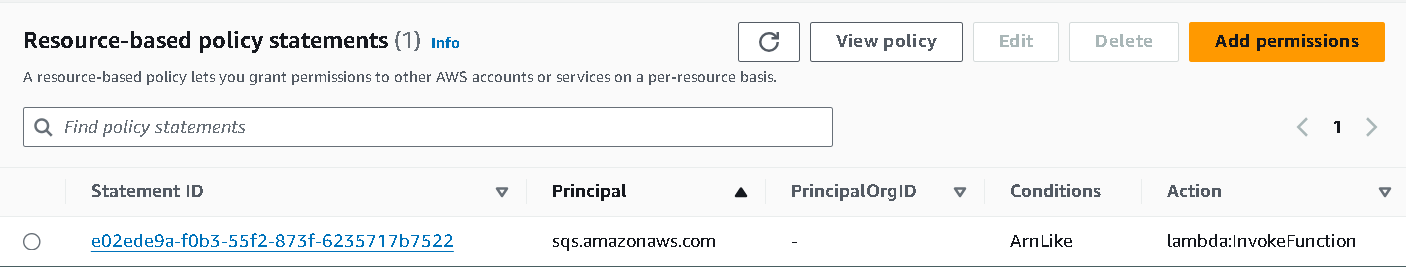 Resource-based policy statements (1) Info
View policy
Edit
Delete
Add permissions
A resource-based policy lets you grant permissions to other AWS accounts or services on a per-resource basis.
Find policy statements
1
Statement ID Principal PrincipalOrgID Conditions Action
e02ede9a-f0b3-55f2-873f-6235717b7522 sqs.amazonaws.com - ArnLike lambda:InvokeFunction